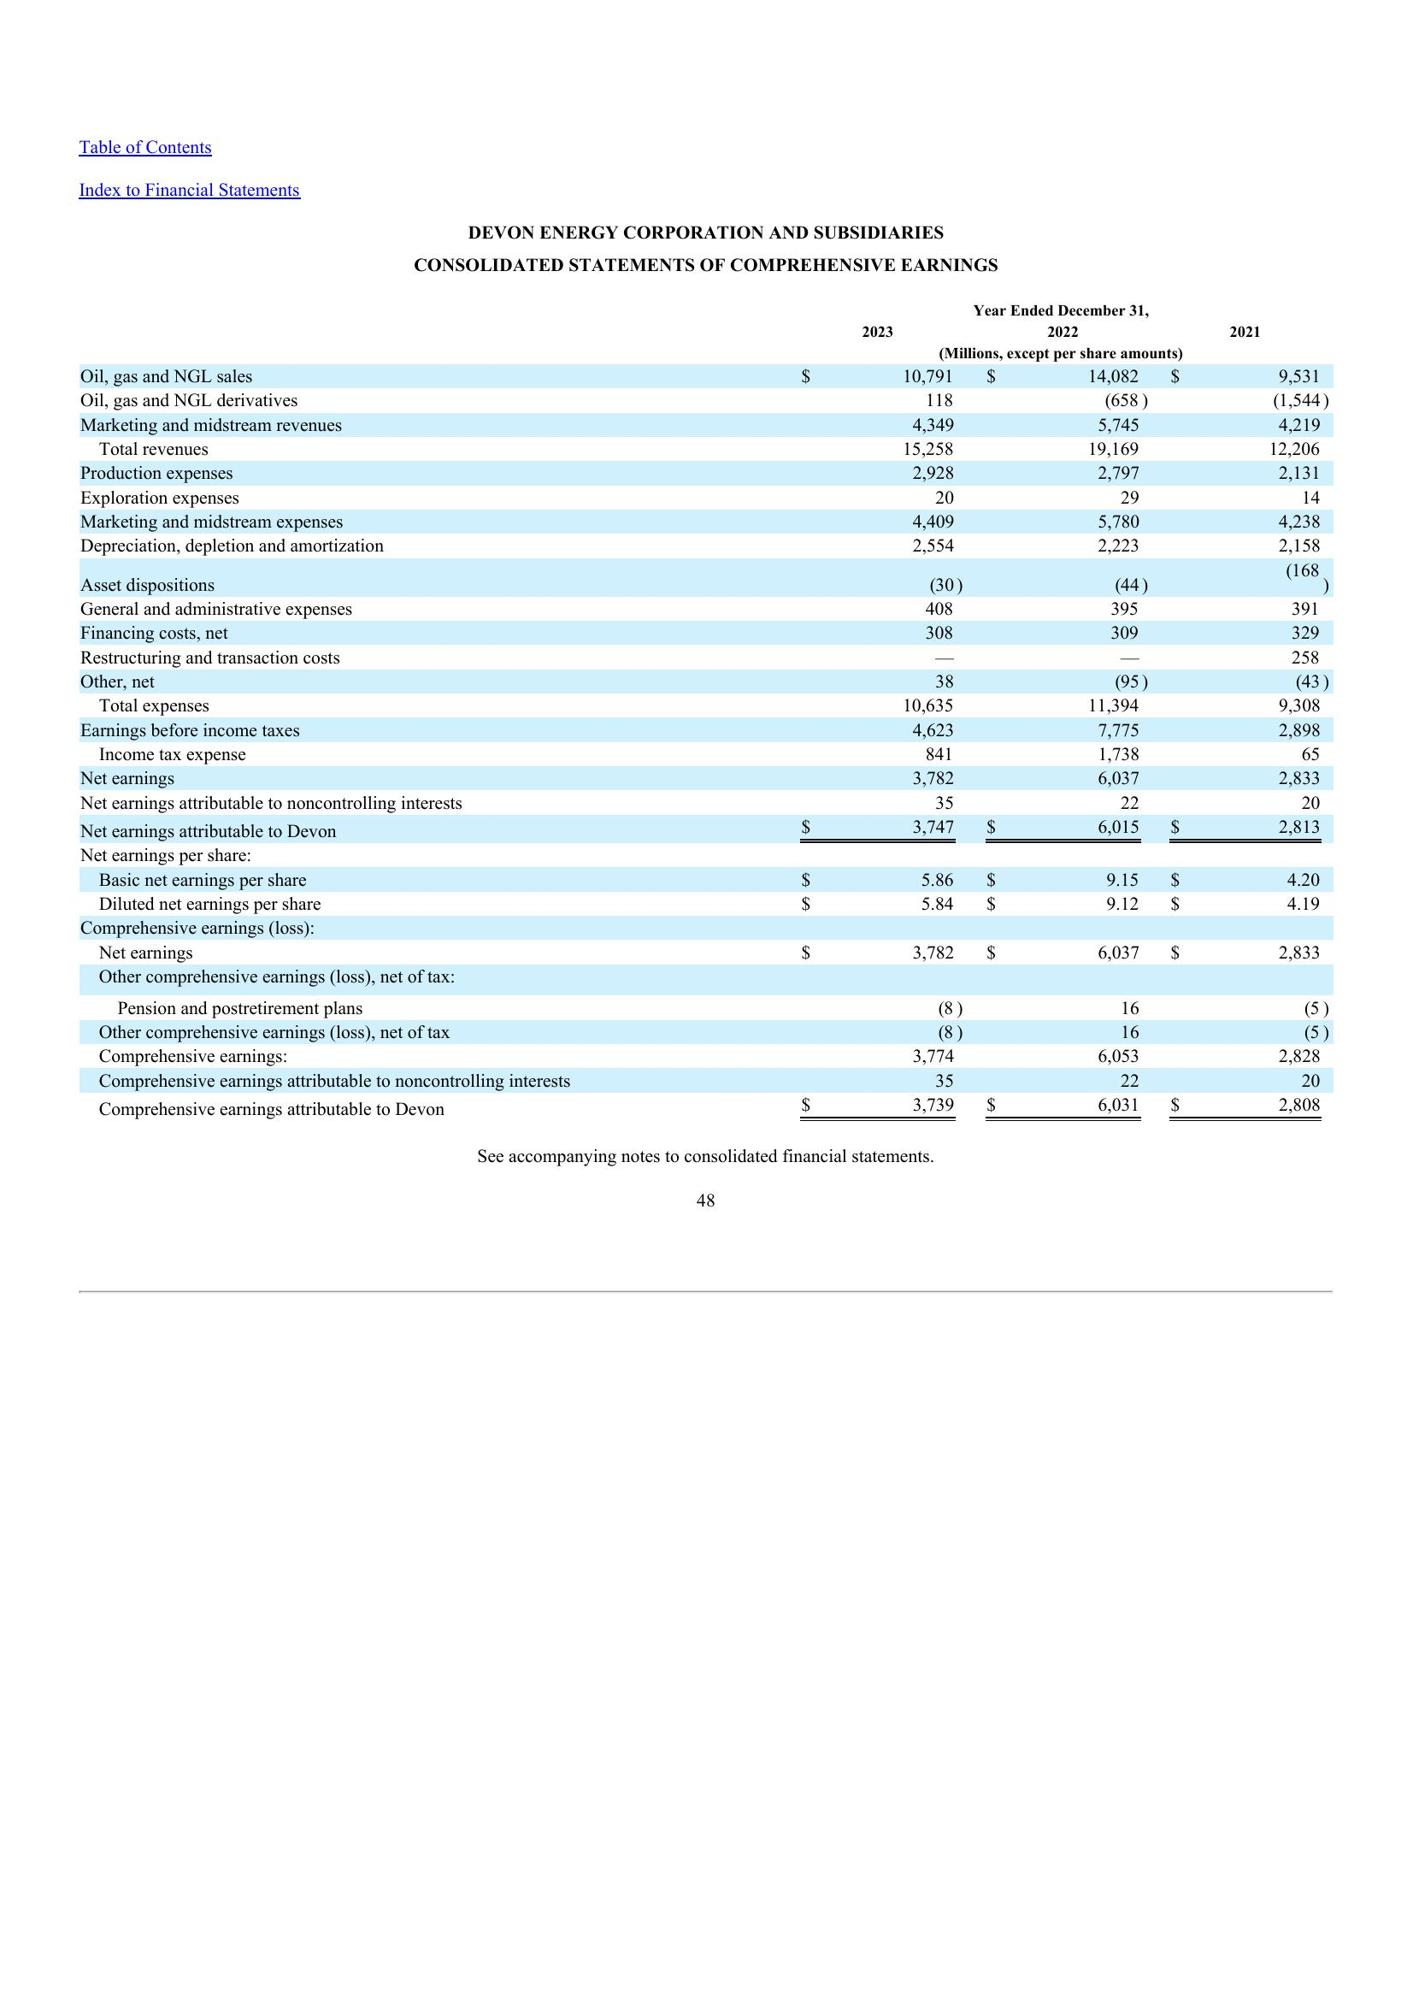 Table of Contents
Index to Financial Statements
DEVON ENERGY CORPORATION AND SUBSIDIARIES
CONSOLIDATED STATEMENTS OF COMPREHENSIVE EARNINGS
Year Ended December 31,
2023 2022 2021
(Millions, except per share amounts)
Oil, gas and NGL sales $ 10,791 $ 14,082 $ 9,531
Oil, gas and NGL derivatives 118 (658 ) (1,544 )
Marketing and midstream revenues 4,349 5,745 4,219
Total revenues 15,258 19,169 12,206
Production expenses 2,928 2,797 2,131
Exploration expenses 20 29 14
Marketing and midstream expenses 4,409 5,780 4,238
Depreciation, depletion and amortization 2,554 2,223 2,158
Asset dispositions (30 ) (44 ) (168 )
General and administrative expenses 408 395 391
Financing costs, net 308 309 329
Restructuring and transaction costs — — 258
Other, net 38 (95 ) (43 )
Total expenses 10,635 11,394 9,308
Earnings before income taxes 4,623 7,775 2,898
Income tax expense 841 1,738 65
Net earnings 3,782 6,037 2,833
Net earnings attributable to noncontrolling interests 35 22 20
Net earnings attributable to Devon $ 3,747 $ 6,015 $ 2,813
Net earnings per share:
Basic net earnings per share $ 5.86 $ 9.15 $ 4.20
Diluted net earnings per share $ 5.84 $ 9.12 $ 4.19
Comprehensive earnings (loss):
Net earnings $ 3,782 $ 6,037 $ 2,833
Other comprehensive earnings (loss), net of tax:
Pension and postretirement plans (8 ) 16 (5 )
Other comprehensive earnings (loss), net of tax (8 ) 16 (5 )
Comprehensive earnings: 3,774 6,053 2,828
Comprehensive earnings attributable to noncontrolling interests 35 22 20
Comprehensive earnings attributable to Devon $ 3,739 $ 6,031 $ 2,808
See accompanying notes to consolidated financial statements.
48